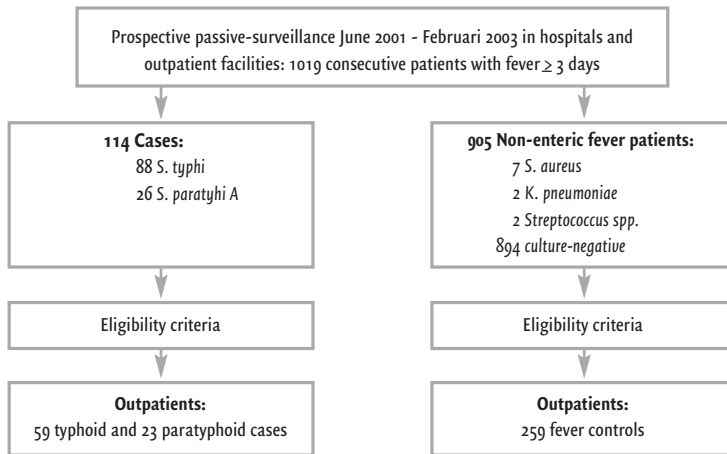 Prospective passive-surveillance June 2001 - Februari 2003 in hospitals and
outpatient facilities: 1019 consecutive patients with fever ≥ 3 days
114 Cases:
88 S. typhi
26 S. paratyhi A
905 Non-enteric fever patients:
7 S. aureus
2 K. pneumoniae
2 Streptococcus spp.
894 culture-negative
Eligibility criteria
Eligibility criteria
Outpatients:
59 typhoid and 23 paratyphoid cases
Outpatients:
259 fever controls